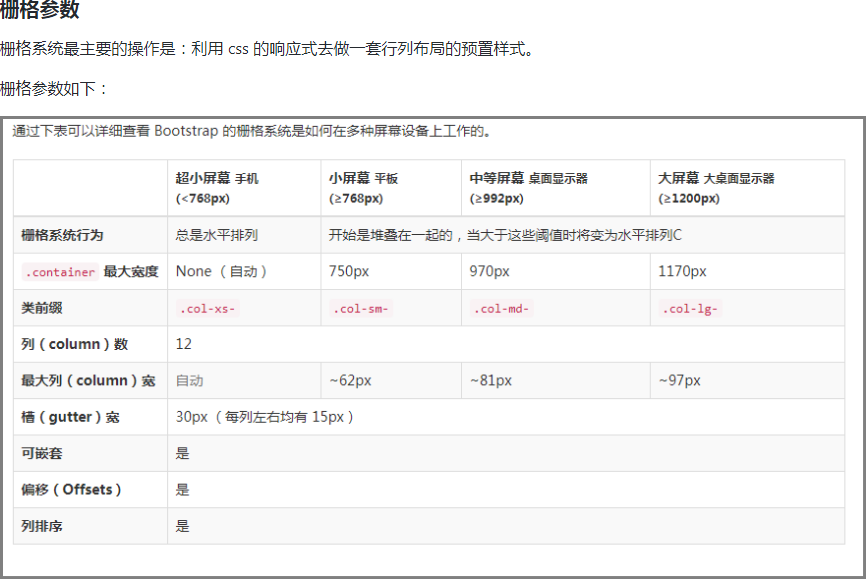 栅格参数
栅格系统最主要的操作是：利用 css 的响应式去做一套行列布局的预置样式。
栅格参数如下：
通过下表可以详细查看 Bootstrap 的栅格系统是如何在多种屏幕设备上工作的。
超小屏幕 手机 (<768px) 小屏幕 平板 (≥768px) 中等屏幕 桌面显示器 (≥992px) 大屏幕 大桌面显示器 (≥1200px)
栅格系统行为 总是水平排列 开始是堆叠在一起的，当大于这些阈值时将变为水平排列C
.container 最大宽度 None （自动） 750px 970px 1170px
类前缀 .col-xs- .col-sm- .col-md- .col-lg-
列（column）数 12
最大列（column）宽 自动 ~62px ~81px ~97px
槽（gutter）宽 30px （每列左右均有 15px）
可嵌套 是
偏移（Offsets） 是
列排序 是